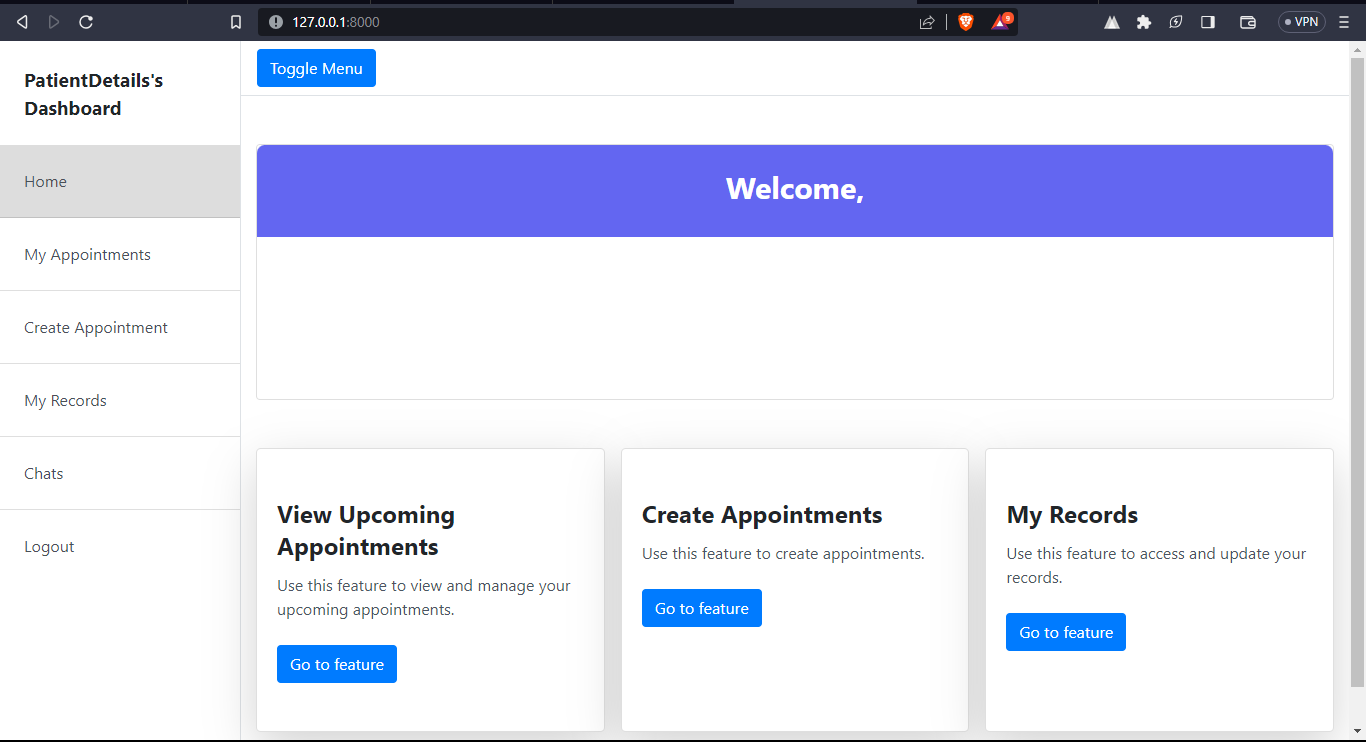 127.0.0.1:8000
9
VPN
PatientDetails's
Dashboard
Toggle Menu
Home
My Appointments
Create Appointment
My Records
Chats
Logout
Welcome,
View Upcoming
Appointments
Use this feature to view and manage your
upcoming appointments.
Go to feature
Create Appointments
Use this feature to create appointments.
Go to feature
My Records
Use this feature to access and update your
records.
Go to feature